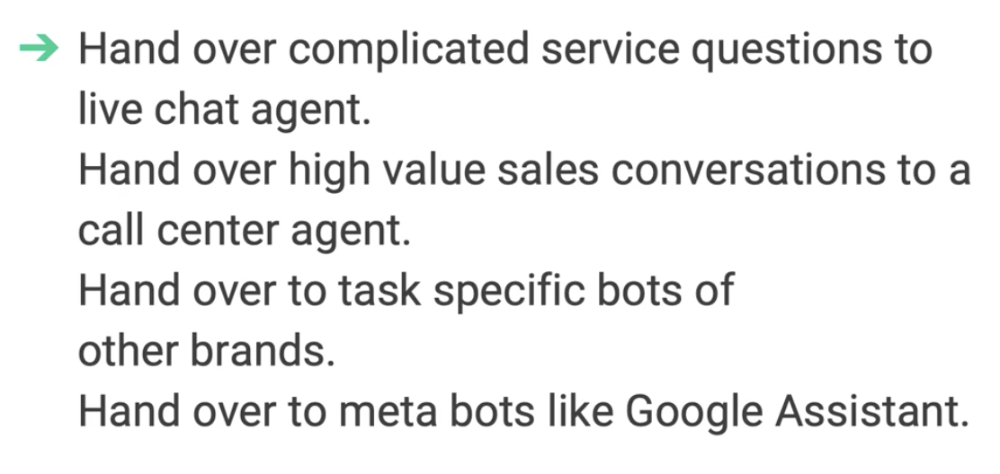 ➔ Hand over complicated service questions to
live chat agent.
Hand over high value sales conversations to a
call center agent.
Hand over to task specific bots of
other brands.
Hand over to meta bots like Google Assistant.